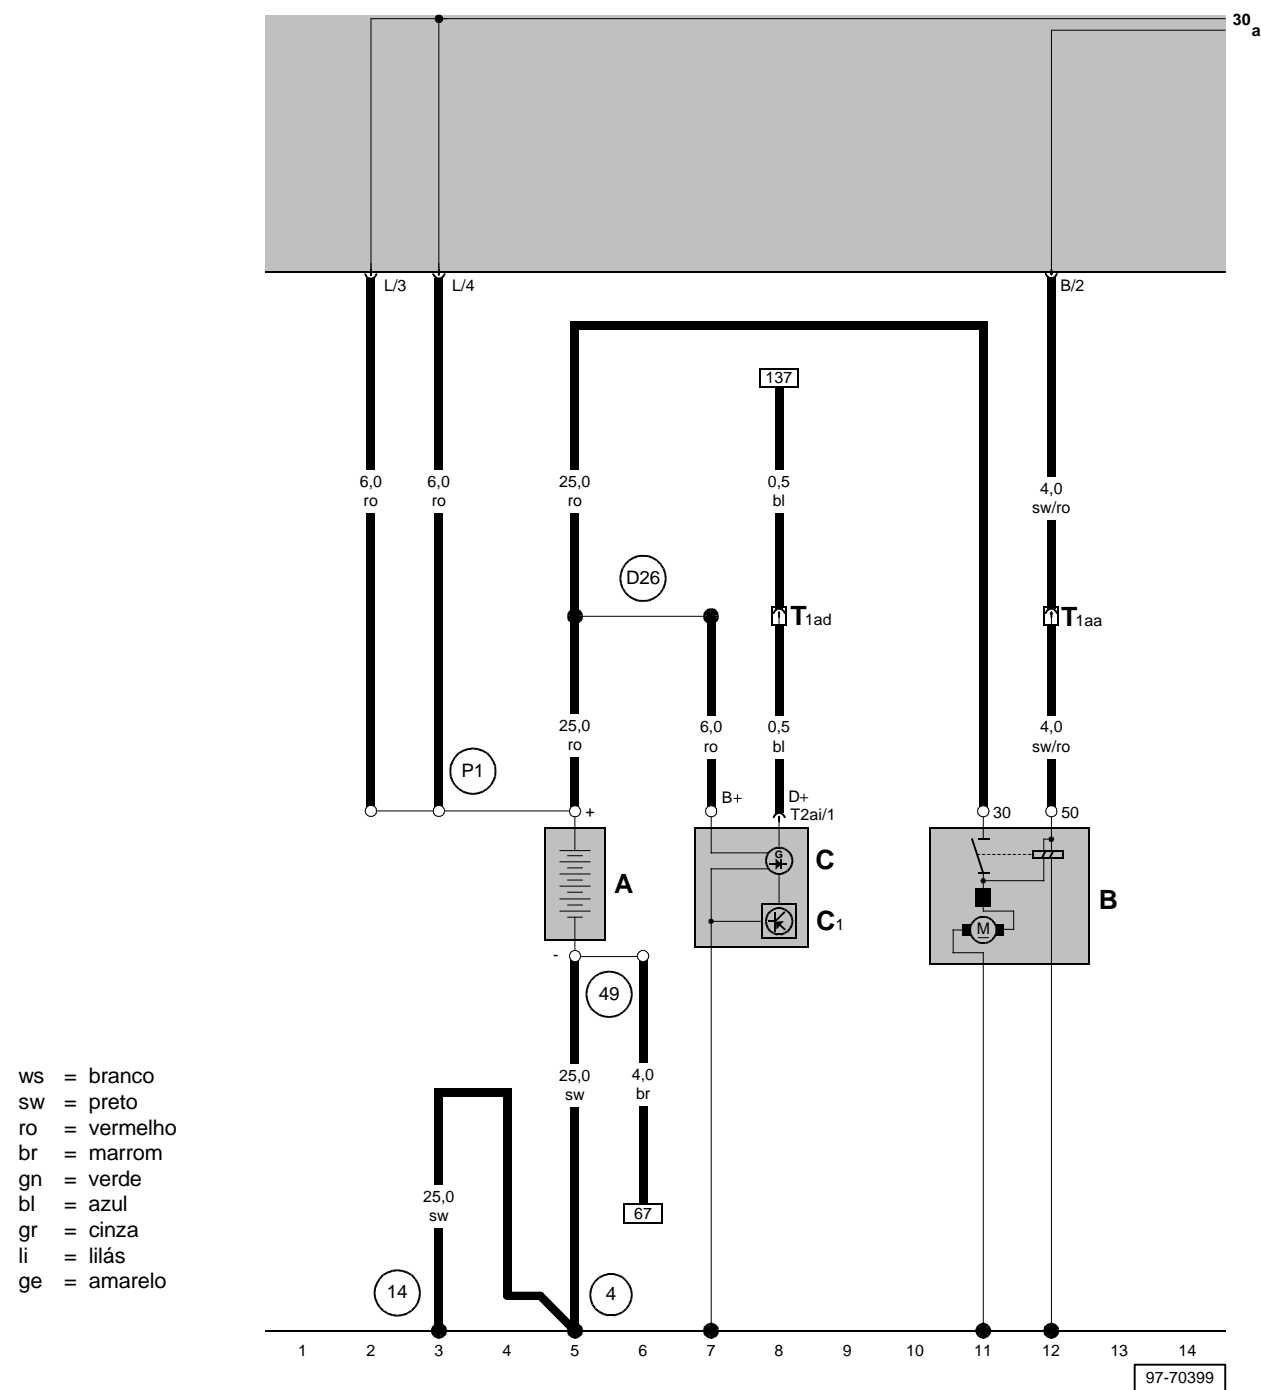 30
a
L/3
L/4
B/2
137
6,0
ro
6,0
ro
25,0
ro
0,5
bl
4,0
sw/ro
D26
T1ad
T1aa
25,0
ro
6,0
ro
0,5
bl
4,0
sw/ro
P1
+
B+
D+
T2ai/1
30
50
A
G
C
C1
M
B
-
49
25,0
sw
4,0
br
ws = branco
sw = preto
ro = vermelho
br = marrom
gn = verde
bl = azul
gr = cinza
li = lilás
ge = amarelo
25,0
sw
67
14
4
1 2 3 4 5 6 7 8 9 10 11 12 13 14
97-70399